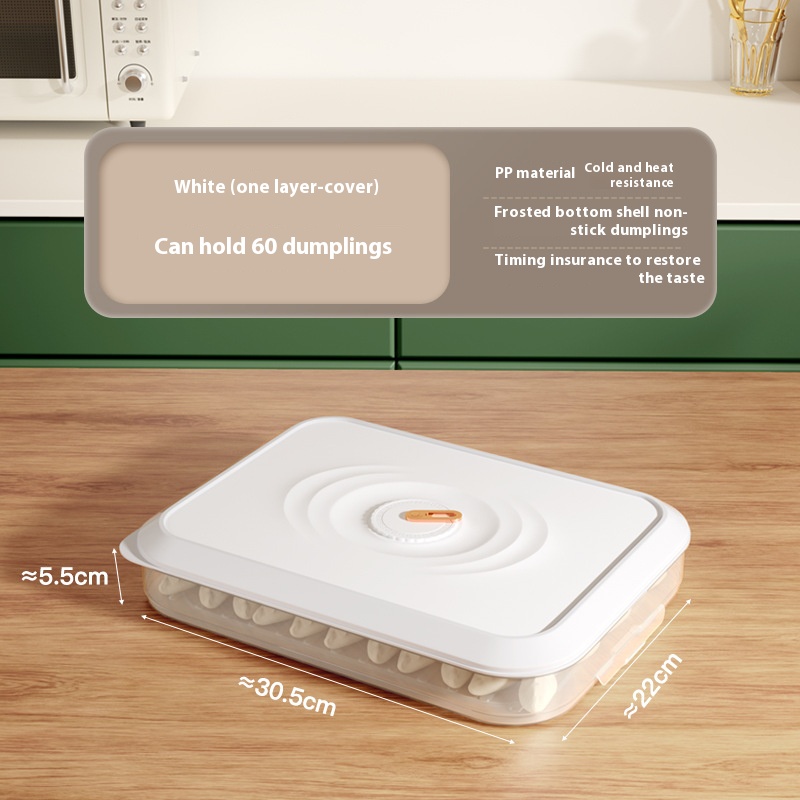 White (one layer-cover)
Can hold 60 dumplings
PP material
Cold and heat
resistance
Frosted bottom shell non-
stick dumplings
Timing insurance to restore
the taste
≈5.5cm
≈30.5cm
≈22cm